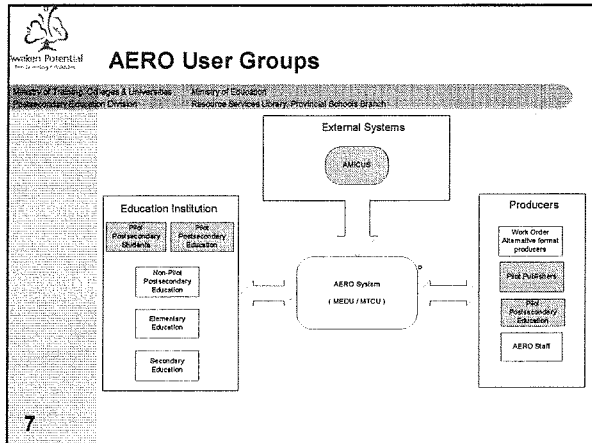 Awaken Potential
AERO User Groups
Ministry of Training, Colleges & Universities
Ministry of Education
Postsecondary Education Division
Resource Services Library, Provincial Schools Branch
External Systems
AMICUS
Education Institution
Pilot
Postsecondary
Students
Pilot
Postsecondary
Education
Non-Pilot
Postsecondary
Education
Elementary
Education
Secondary
Education
AERO System
( MEDU / MTCU )
Producers
Work Order
Alternative format
producers
Pilot Publishers
Pilot
Postsecondary
Education
AERO Staff
7